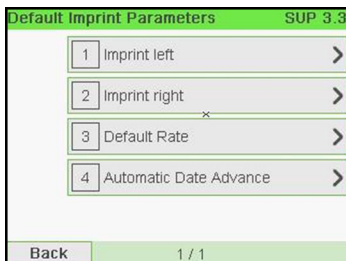 Default Imprint Parameters SUP 3.3
1 Imprint left
2 Imprint right
3 Default Rate
4 Automatic Date Advance
Back 1 / 1